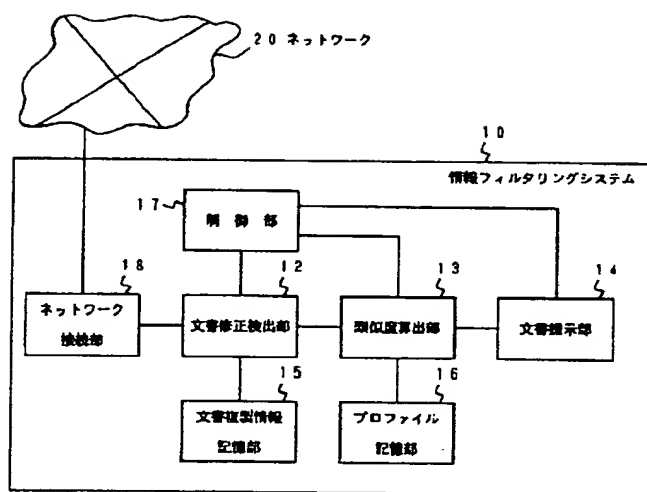 20 ネットワーク
10
情報フィルタリングシステム
17
制御部
18
12
13
14
ネットワーク
接続部
文書修正検出部
類似度算出部
文書提示部
15
16
文書複製情報
記憶部
プロファイル
記憶部